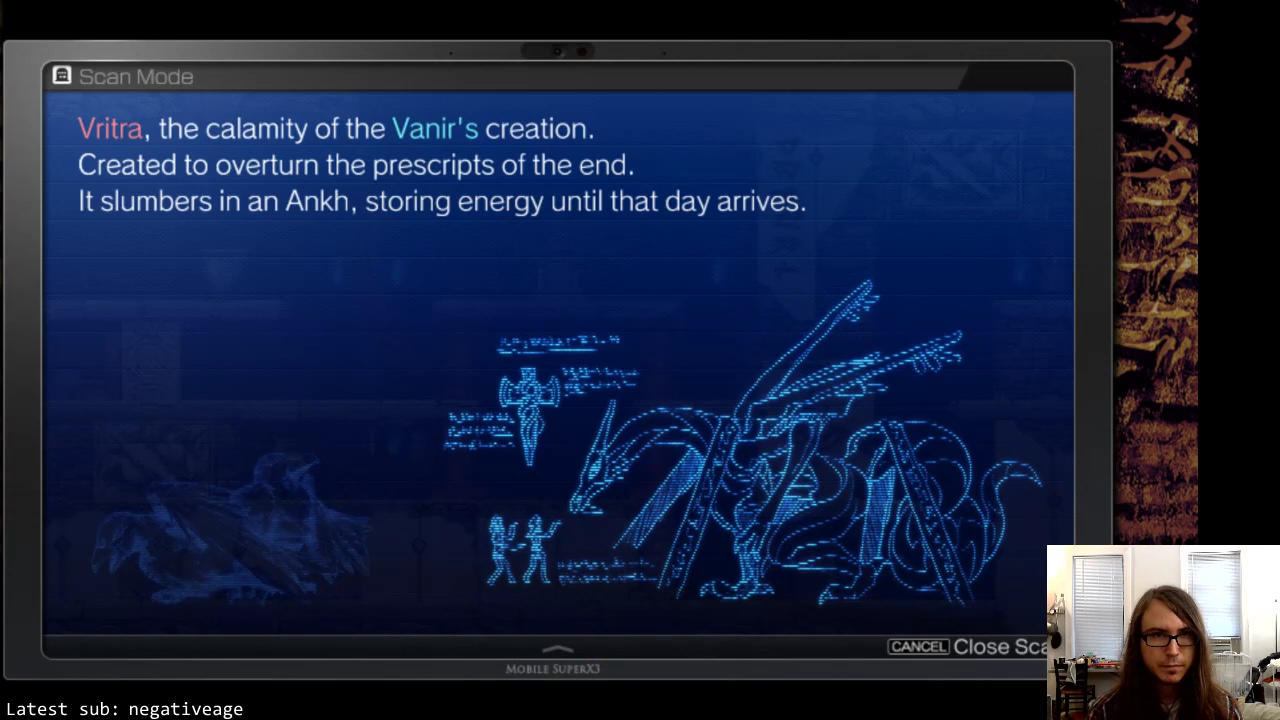 Scan Mode
Vritra, the calamity of the Vanir's creation.
Created to overturn the prescripts of the end.
It slumbers in an Ankh, storing energy until that day arrives.
CANCEL Close
MOBILE SUPERX3
Latest sub: negativeage